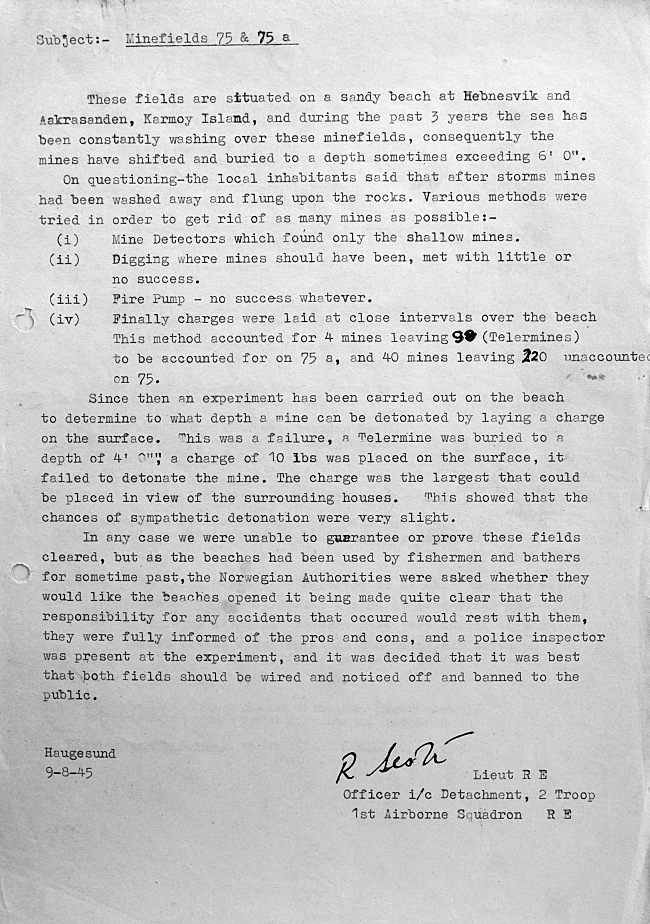 Subject:- Minefields 75 & 75 a
These fields are situated on a sandy beach at Hebnesvik and
Aakrasanden, Karmoy Island, and during the past 3 years the sea has
been constantly washing over these minefields, consequently the
mines have shifted and buried to a depth sometimes exceeding 6' 0".
On questioning-the local inhabitants said that after storms mines
had been washed away and flung upon the rocks. Various methods were
tried in order to get rid of as many mines as possible:-
(i) Mine Detectors which found only the shallow mines.
(ii) Digging where mines should have been, met with little or
no success.
(iii) Fire Pump - no success whatever.
(iv) Finally charges were laid at close intervals over the beach
This method accounted for 4 mines leaving (Telermines)
to be accounted for on 75 a, and 40 mines leaving 220 unaccounted
on 75.
Since then an experiment has been carried out on the beach
to determine to what depth a mine can be detonated by laying a charge
on the surface. This was a failure, a Telermine was buried to a
depth of 4' 0"; a charge of 10 lbs was placed on the surface, it
failed to detonate the mine. The charge was the largest that could
be placed in view of the surrounding houses. This showed that the
chances of sympathetic detonation were very slight.
In any case we were unable to guarentee or prove these fields
cleared, but as the beaches had been used by fishermen and bathers
for sometime past,the Norwegian Authorities were asked whether they
would like the beaches opened it being made quite clear that the
responsibility for any accidents that occured would rest with them,
they were fully informed of the pros and cons, and a police inspector
was present at the experiment, and it was decided that it was best
that both fields should be wired and noticed off and banned to the
public.
Haugesund
9-8-45
R Scott
Lieut R E
Officer i/c Detachment, 2 Troop
1st Airborne Squadron R E